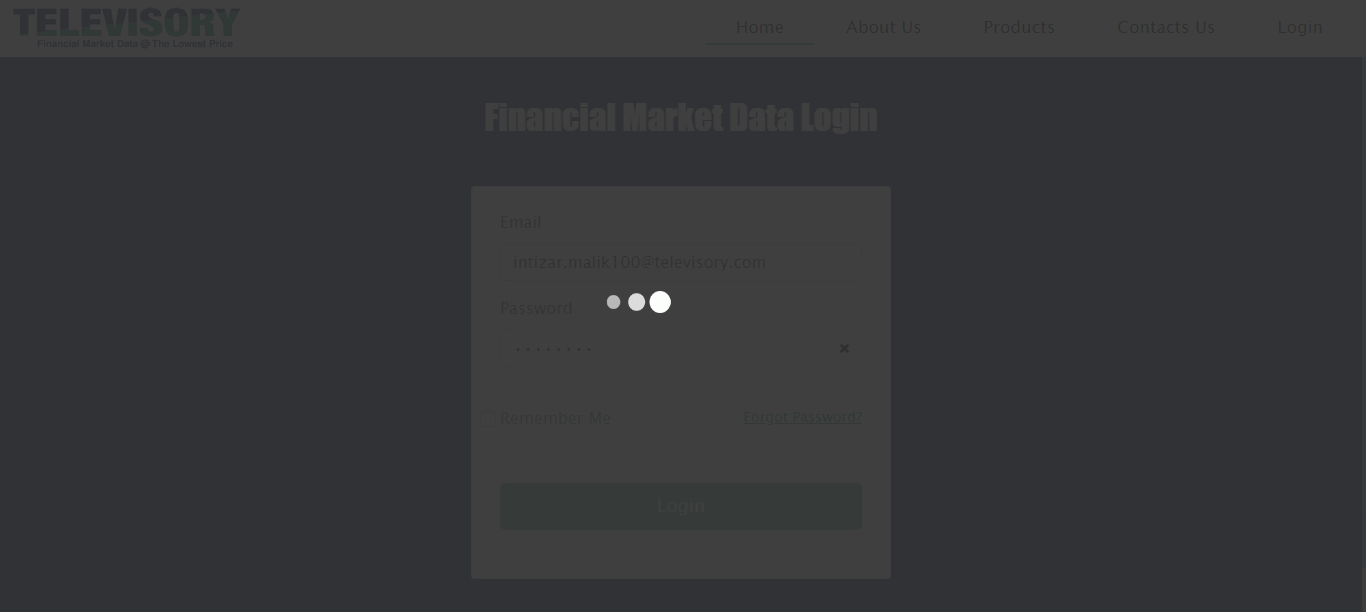 TELEVISORY
Financial Market Data @ The Lowest Price
Home About Us Products Contacts Us Login
Financial Market Data Login
Email
intizar.malik100@televisory.com
Password
Remember Me Forgot Password?
Login